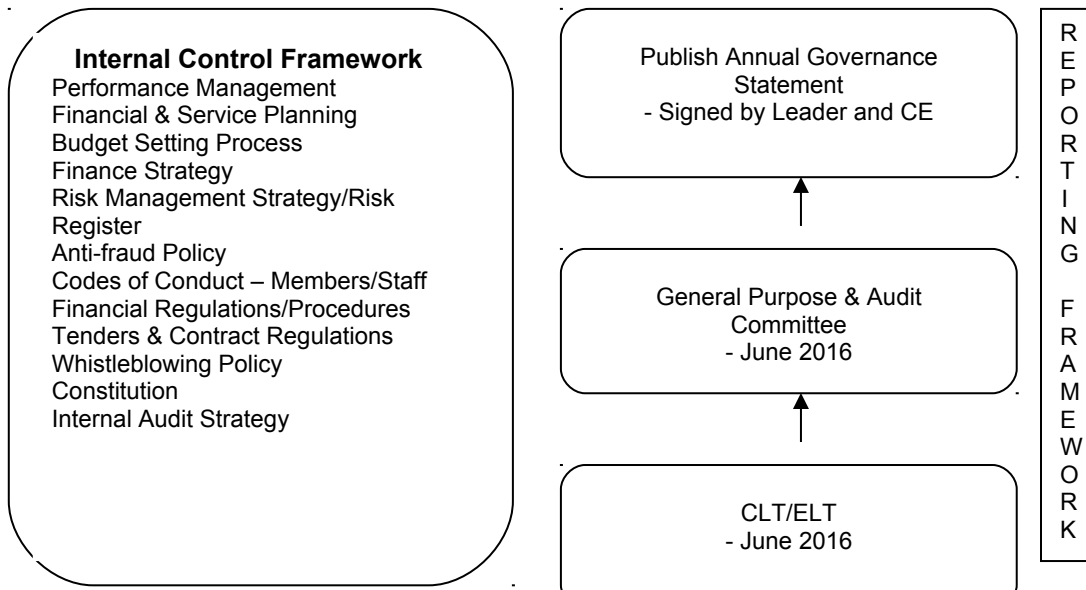 Internal Control Framework
Performance Management
Financial & Service Planning
Budget Setting Process
Finance Strategy
Risk Management Strategy/Risk
Register
Anti-fraud Policy
Codes of Conduct – Members/Staff
Financial Regulations/Procedures
Tenders & Contract Regulations
Whistleblowing Policy
Constitution
Internal Audit Strategy
Publish Annual Governance
Statement
- Signed by Leader and CE
General Purpose & Audit
Committee
- June 2016
CLT/ELT
- June 2016
R
E
P
O
R
T
I
N
G
F
R
A
M
E
W
O
R
K